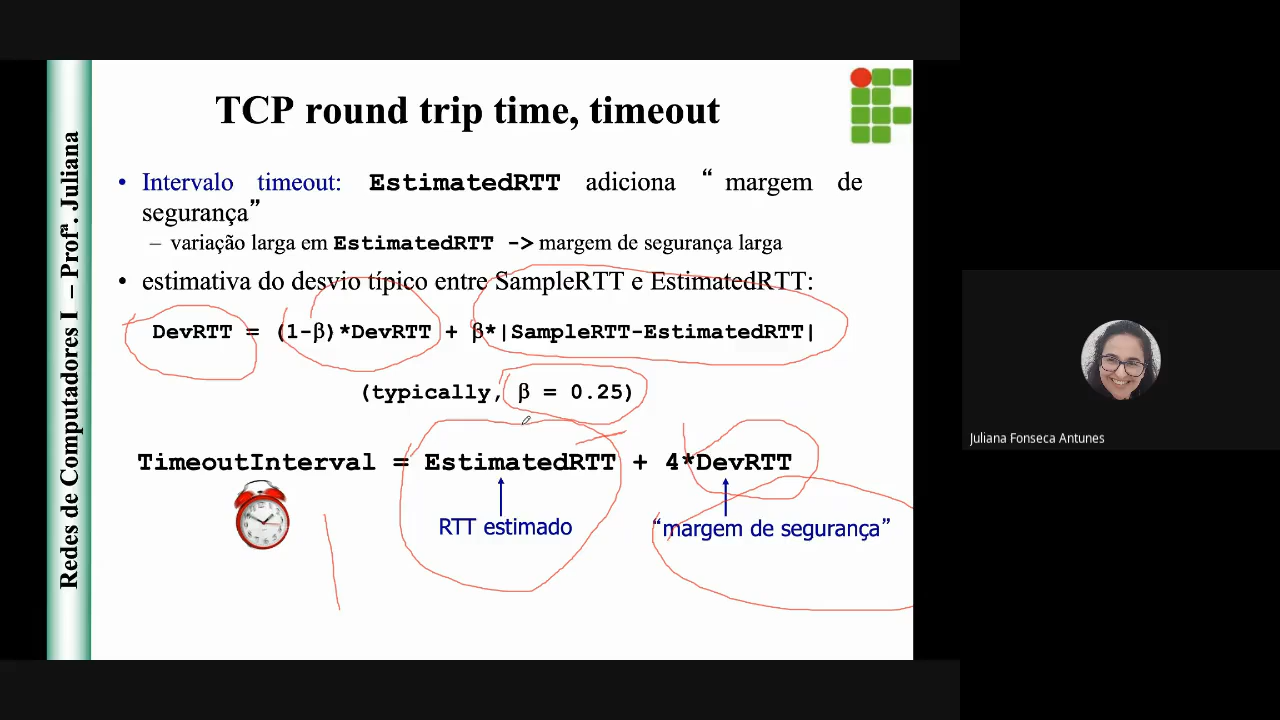 TCP round trip time, timeout
• Intervalo timeout: EstimatedRTT adiciona “ margem de
segurança”
– variação larga em EstimatedRTT -> margem de segurança larga
• estimativa do desvio típico entre SampleRTT e EstimatedRTT:
DevRTT = (1-β)*DevRTT + β*|SampleRTT-EstimatedRTT|
(typically, β = 0.25)
TimeoutInterval = EstimatedRTT + 4*DevRTT
RTT estimado
“margem de segurança”
Redes de Computadores I – Profª. Juliana
Juliana Fonseca Antunes